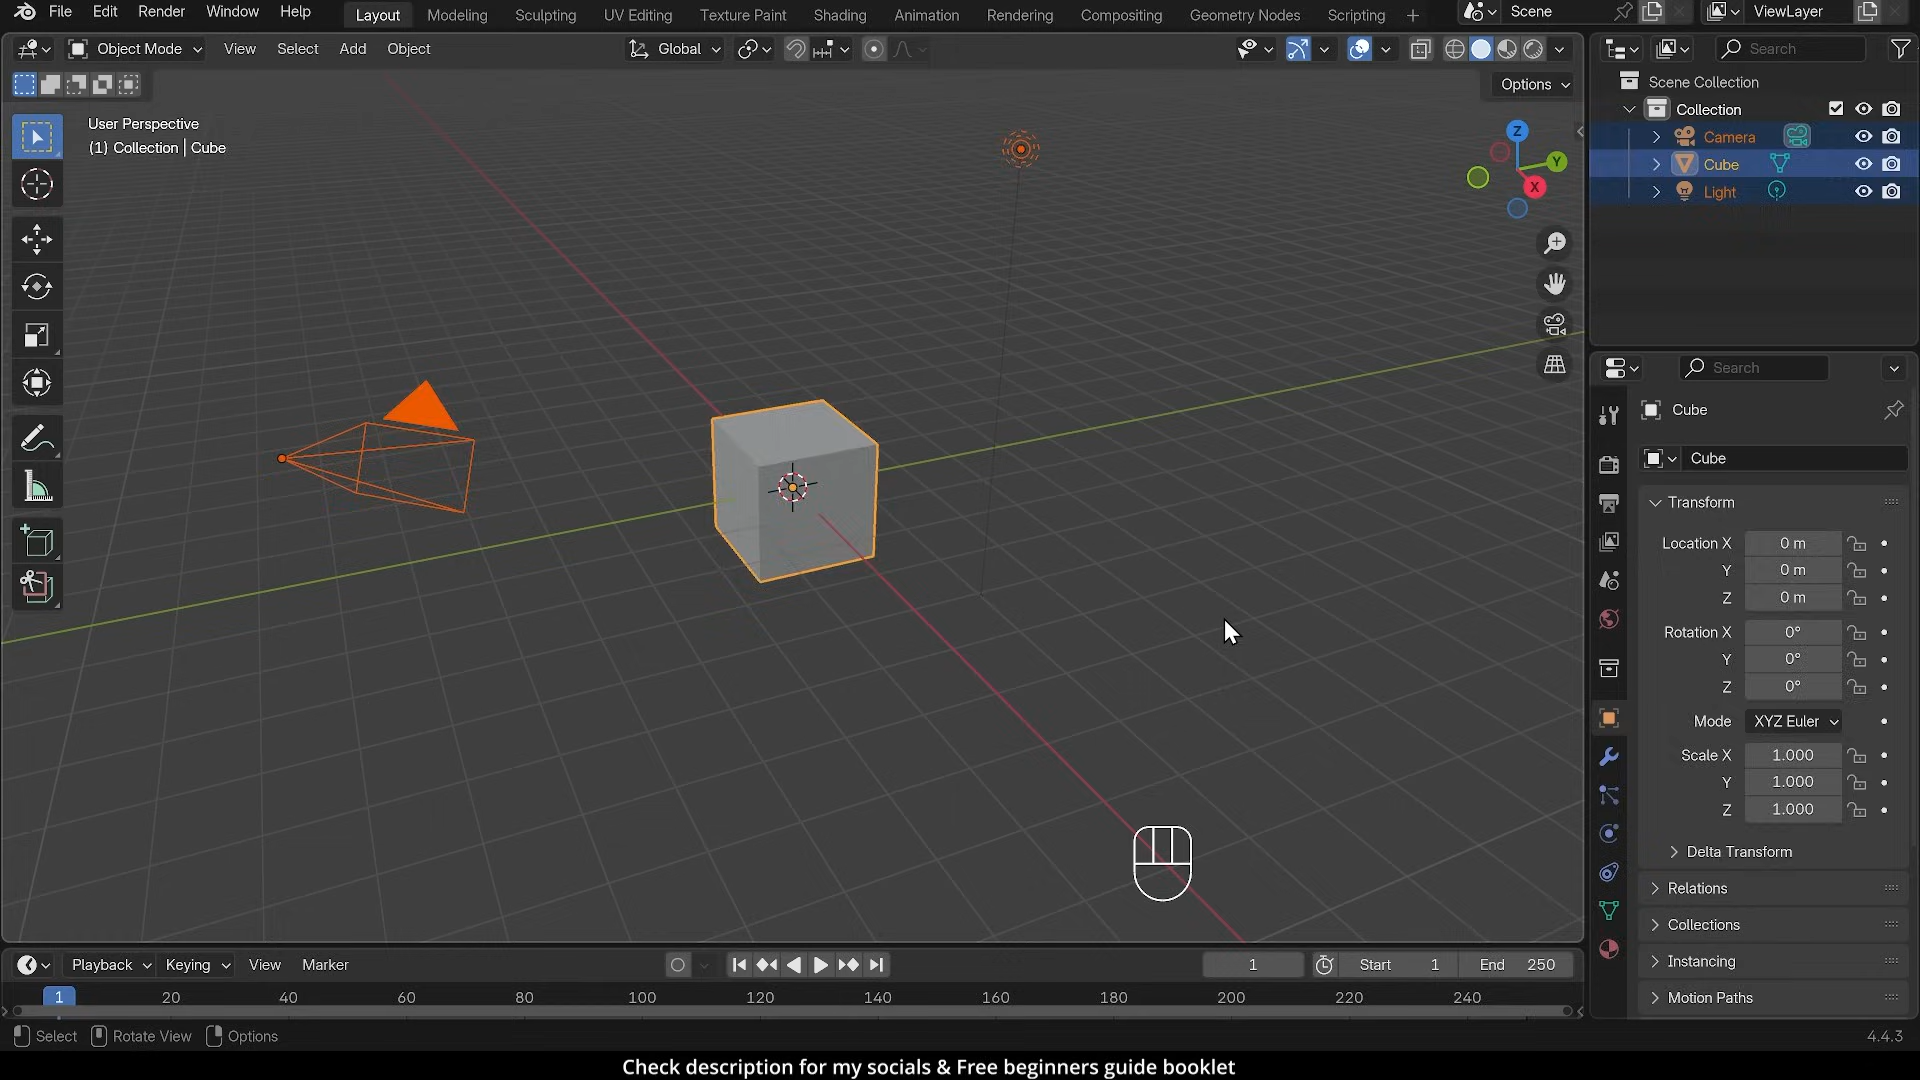 File Edit Render Window Help Layout Modeling Sculpting UV Editing Texture Paint Shading Animation Rendering Compositing Geometry Nodes Scripting + Scene ViewLayer
Object Mode View Select Add Object Global Search
Options
User Perspective
(1) Collection | Cube
Z
Y
X
Scene Collection
Collection
Camera
Cube
Light
Search
Cube
Cube
Transform
Location X 0 m
Y 0 m
Z 0 m
Rotation X 0°
Y 0°
Z 0°
Mode XYZ Euler
Scale X 1.000
Y 1.000
Z 1.000
Delta Transform
Relations
Collections
Instancing
Motion Paths
Playback Keying View Marker 1 Start 1 End 250
1 20 40 60 80 100 120 140 160 180 200 220 240
Select Rotate View Options 4.4.3
Check description for my socials & Free beginners guide booklet